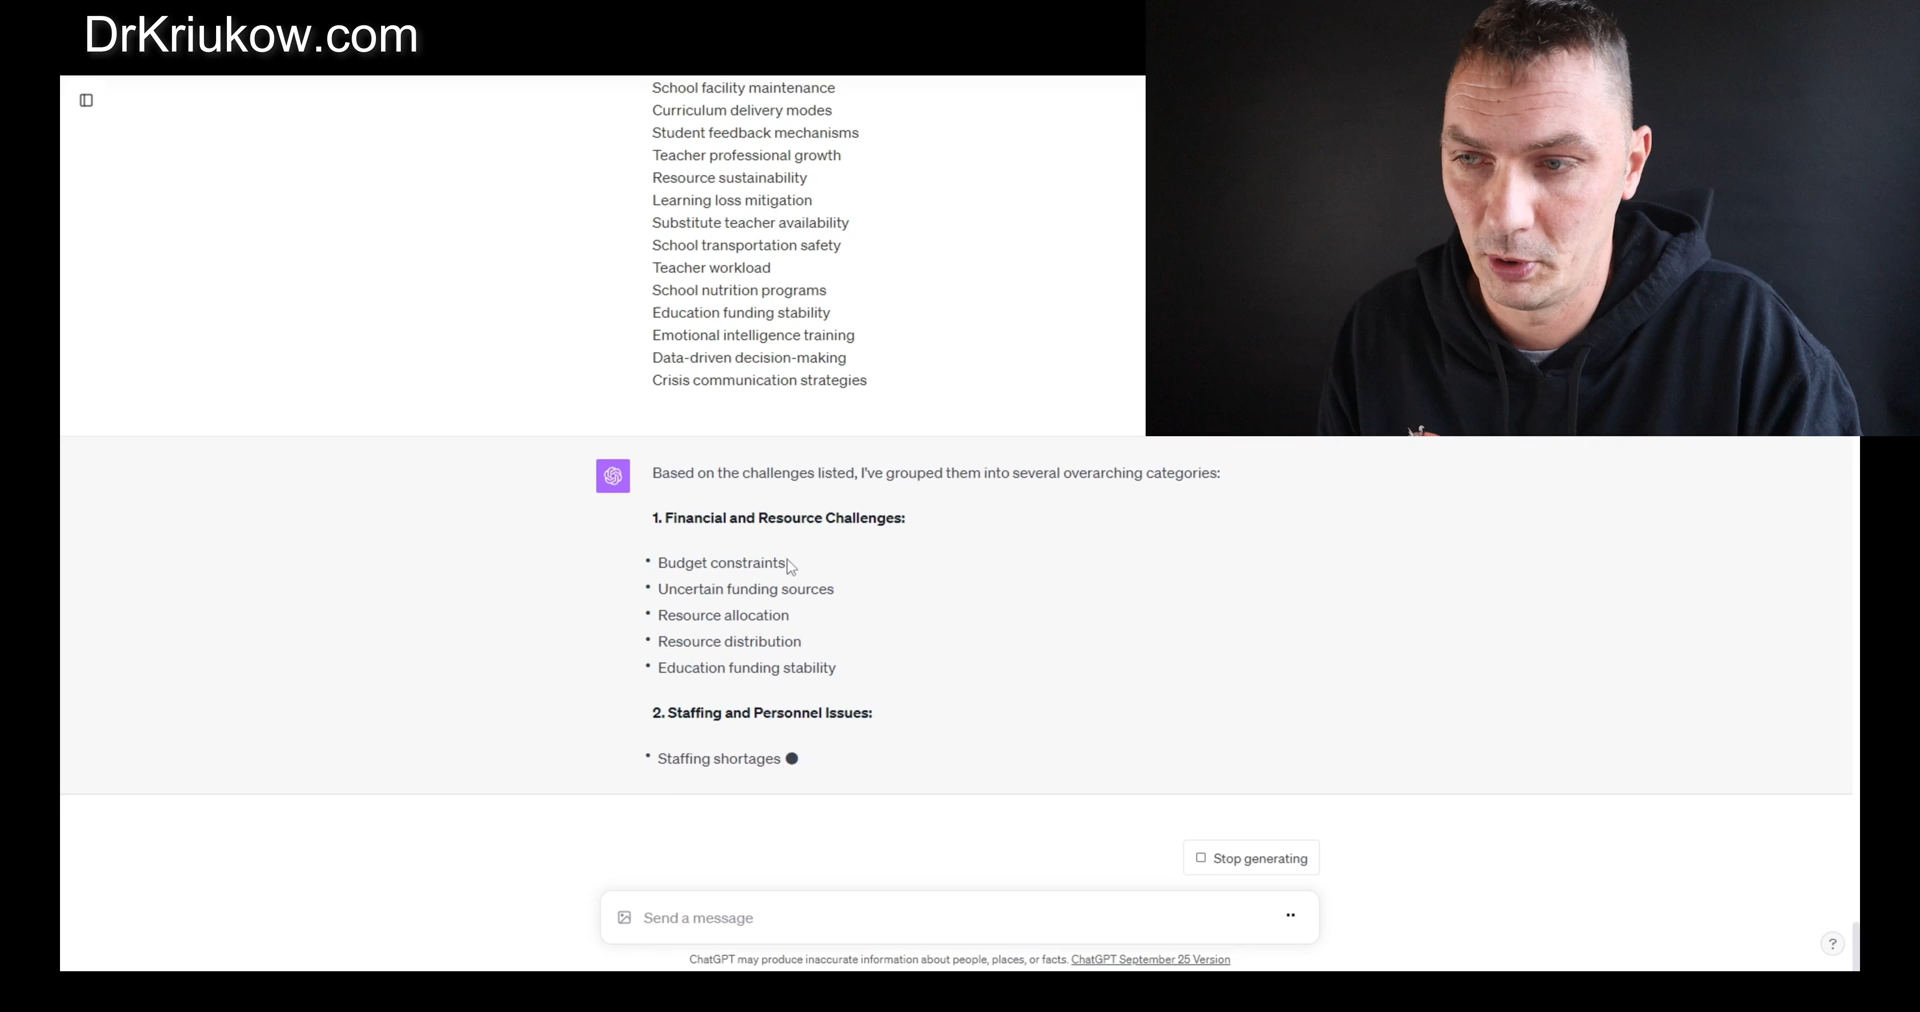 DrKriukow.com
School facility maintenance
Curriculum delivery modes
Student feedback mechanisms
Teacher professional growth
Resource sustainability
Learning loss mitigation
Substitute teacher availability
School transportation safety
Teacher workload
School nutrition programs
Education funding stability
Emotional intelligence training
Data-driven decision-making
Crisis communication strategies
Based on the challenges listed, I've grouped them into several overarching categories:
1. Financial and Resource Challenges:
• Budget constraints
• Uncertain funding sources
• Resource allocation
• Resource distribution
• Education funding stability
2. Staffing and Personnel Issues:
• Staffing shortages
Stop generating
Send a message
ChatGPT may produce inaccurate information about people, places, or facts. ChatGPT September 25 Version
?